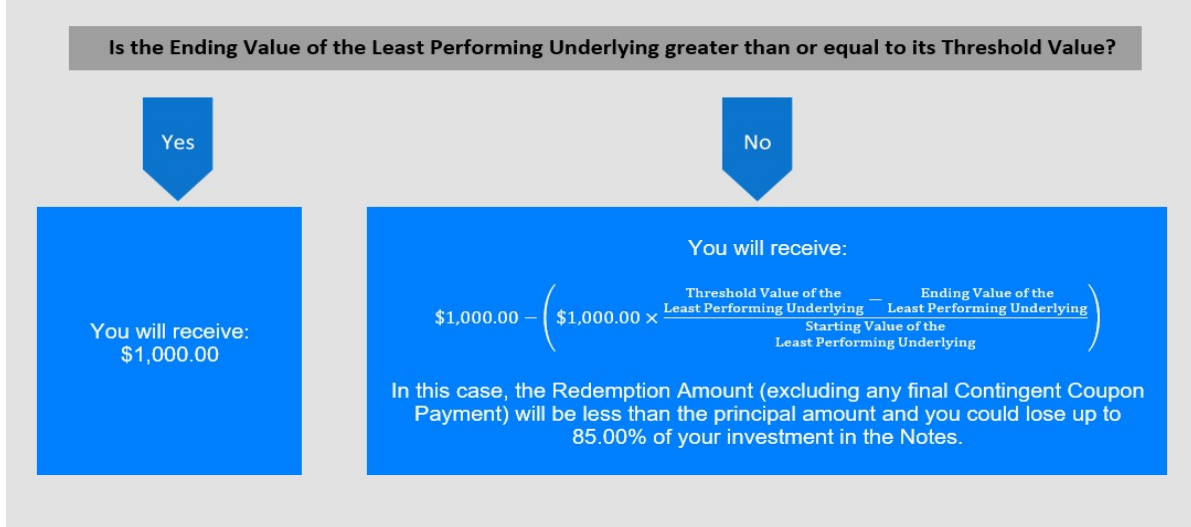 Is the Ending Value of the Least Performing Underlying greater than or equal to its Threshold Value?
Yes
No
You will receive:
$1,000.00
You will receive:
$1,000.00 − ($1,000.00 × (Threshold Value of the Least Performing Underlying − Ending Value of the Least Performing Underlying) / Starting Value of the Least Performing Underlying)
In this case, the Redemption Amount (excluding any final Contingent Coupon
Payment) will be less than the principal amount and you could lose up to
85.00% of your investment in the Notes.